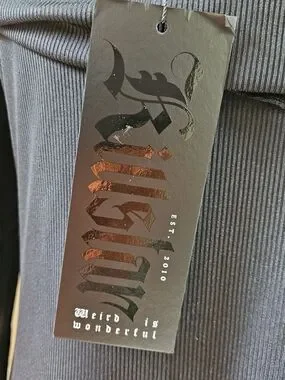 Killstar
EST. 2010
Weird is
wonderful